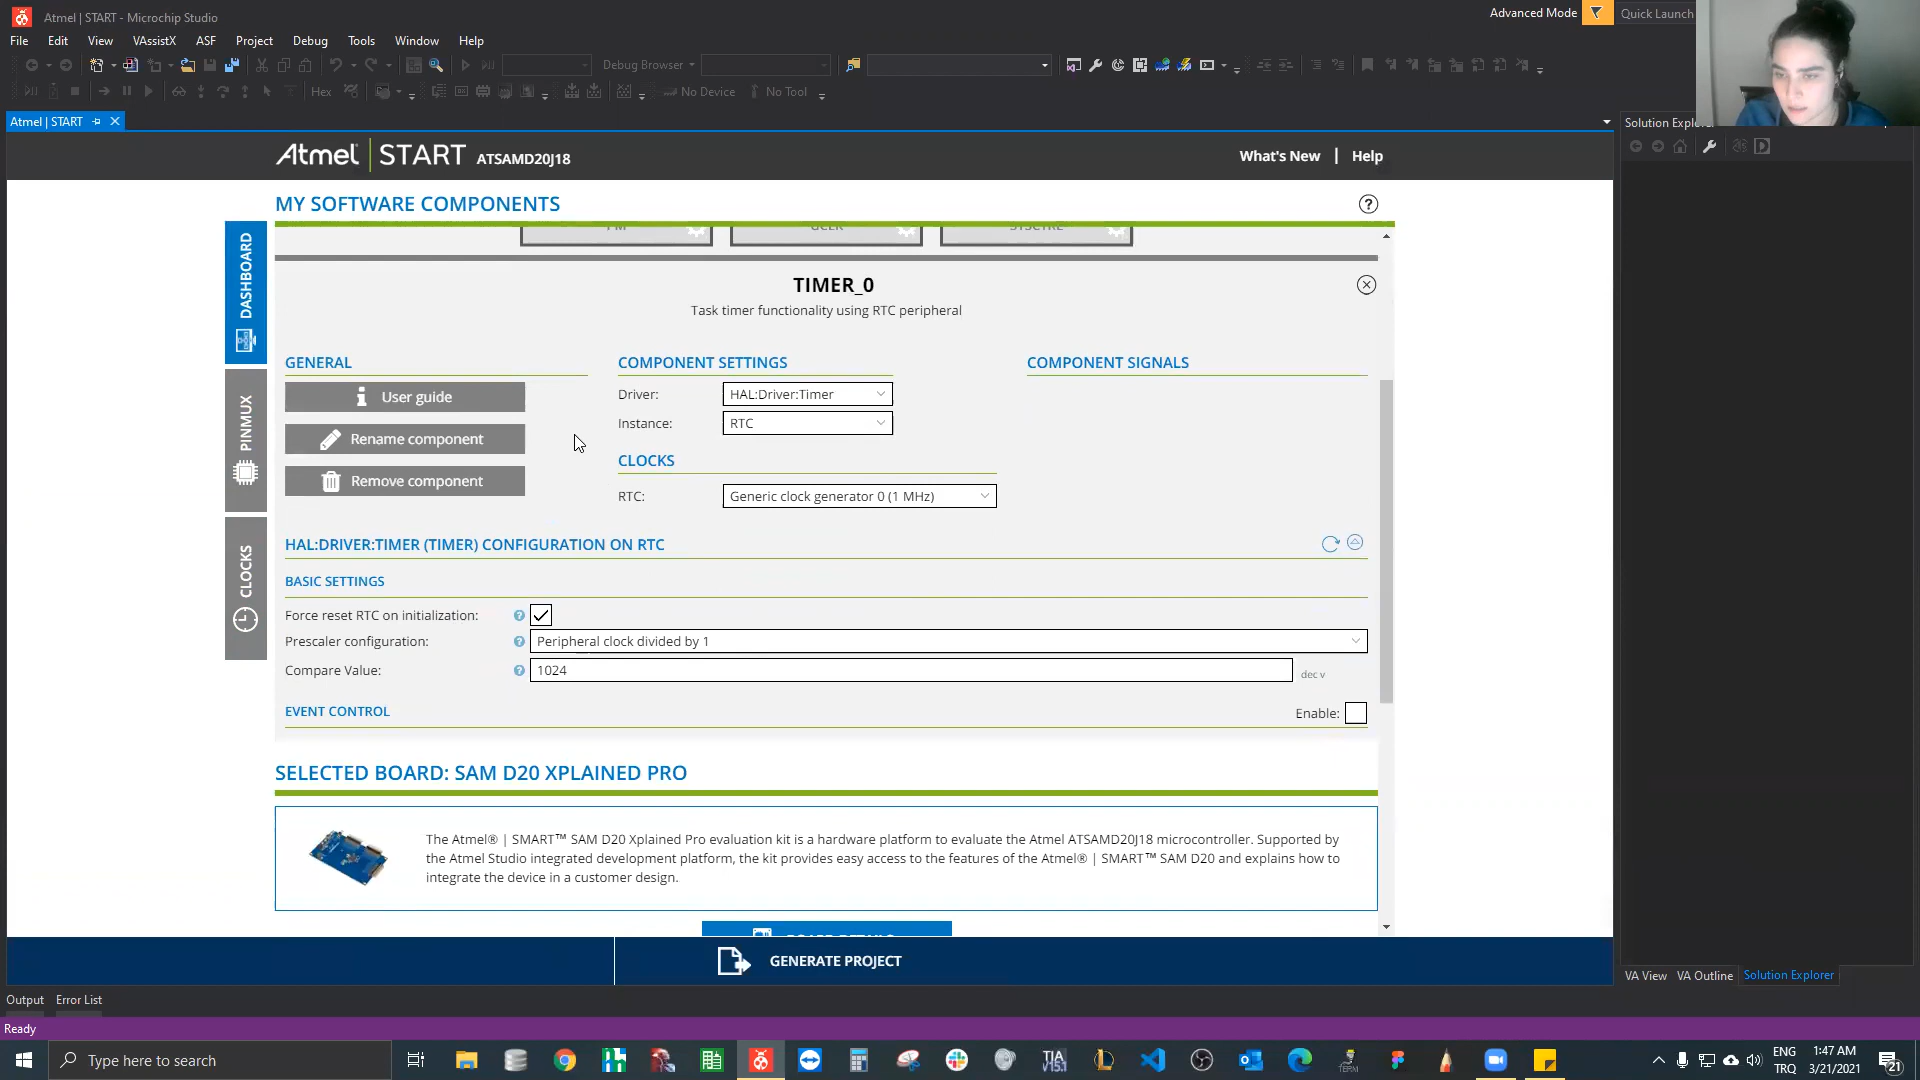 Atmel | START - Microchip Studio
Advanced Mode
Quick Launch
File Edit View VAssistX ASF Project Debug Tools Window Help
Debug Browser
Hex
No Device
No Tool
Atmel | START
Solution Explorer
Atmel START ATSAMD20J18
What's New | Help
MY SOFTWARE COMPONENTS
DASHBOARD
PINMUX
CLOCKS
TIMER_0
Task timer functionality using RTC peripheral
GENERAL
User guide
Rename component
Remove component
COMPONENT SETTINGS
Driver: HAL:Driver:Timer
Instance: RTC
CLOCKS
RTC: Generic clock generator 0 (1 MHz)
COMPONENT SIGNALS
HAL:DRIVER:TIMER (TIMER) CONFIGURATION ON RTC
BASIC SETTINGS
Force reset RTC on initialization:
Prescaler configuration: Peripheral clock divided by 1
Compare Value: 1024 dec v
EVENT CONTROL
Enable:
SELECTED BOARD: SAM D20 XPLAINED PRO
The Atmel® | SMART™ SAM D20 Xplained Pro evaluation kit is a hardware platform to evaluate the Atmel ATSAMD20J18 microcontroller. Supported by
the Atmel Studio integrated development platform, the kit provides easy access to the features of the Atmel® | SMART™ SAM D20 and explains how to
integrate the device in a customer design.
GENERATE PROJECT
VA View VA Outline Solution Explorer
Output Error List
Ready
Type here to search
TIA
V15.1
TERM
ENG
TRQ
1:47 AM
3/21/2021
21